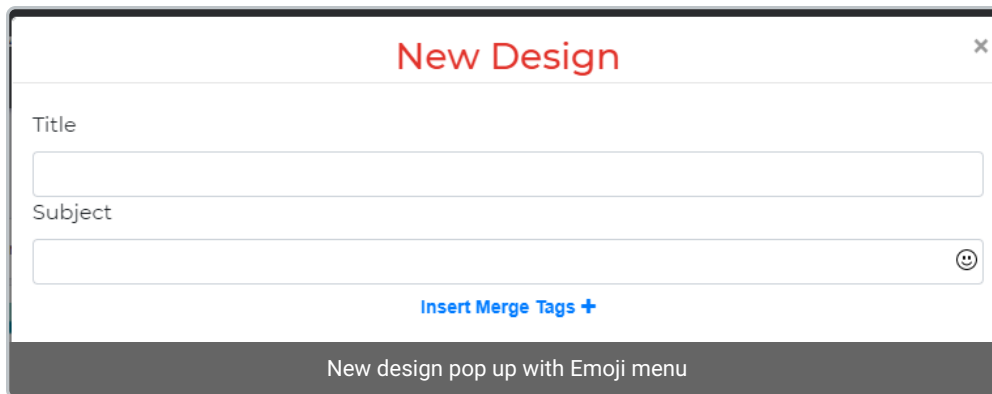 New Design
×
Title
Subject
Insert Merge Tags +
New design pop up with Emoji menu